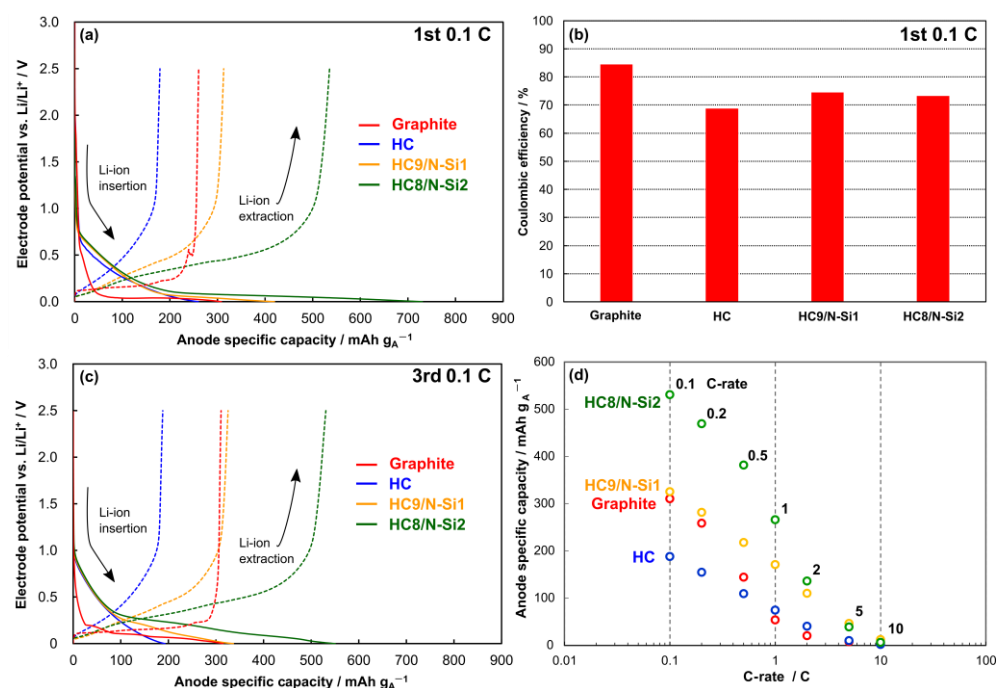 (a)
1st 0.1 C
Electrode potential vs. Li/Li⁺ / V
3.0
2.5
2.0
1.5
1.0
0.5
0.0
Li-ion
insertion
Li-ion
extraction
Graphite
HC
HC9/N-Si1
HC8/N-Si2
0 100 200 300 400 500 600 700 800 900
Anode specific capacity / mAh g_A⁻¹
(b)
1st 0.1 C
Coulombic efficiency / %
100
90
80
70
60
50
40
30
20
10
0
Graphite HC HC9/N-Si1 HC8/N-Si2
(c)
3rd 0.1 C
Electrode potential vs. Li/Li⁺ / V
3.0
2.5
2.0
1.5
1.0
0.5
0.0
Li-ion
insertion
Li-ion
extraction
Graphite
HC
HC9/N-Si1
HC8/N-Si2
0 100 200 300 400 500 600 700 800 900
Anode specific capacity / mAh g_A⁻¹
(d)
Anode specific capacity / mAh g_A⁻¹
600
500
400
300
200
100
0
HC8/N-Si2
HC9/N-Si1
Graphite
HC
0.1 C-rate
0.2
0.5
1
2
5
10
0.01 0.1 1 10 100
C-rate / C